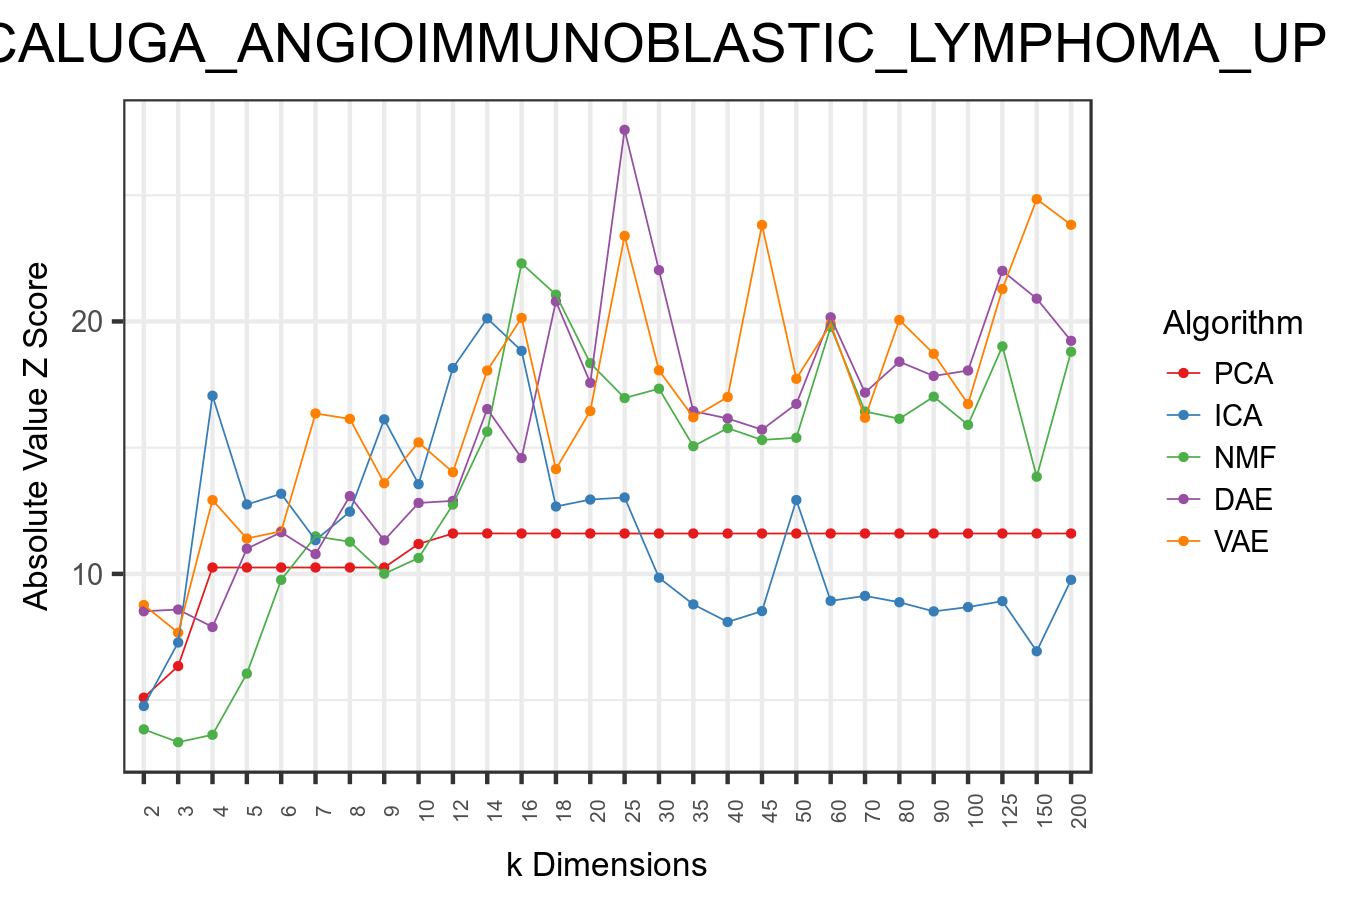 CALUGA_ANGIOIMMUNOBLASTIC_LYMPHOMA_UP
Absolute Value Z Score
20
10
2 3 4 5 6 7 8 9 10 12 14 16 18 20 25 30 35 40 45 50 60 70 80 90 100 125 150 200
k Dimensions
Algorithm
PCA
ICA
NMF
DAE
VAE